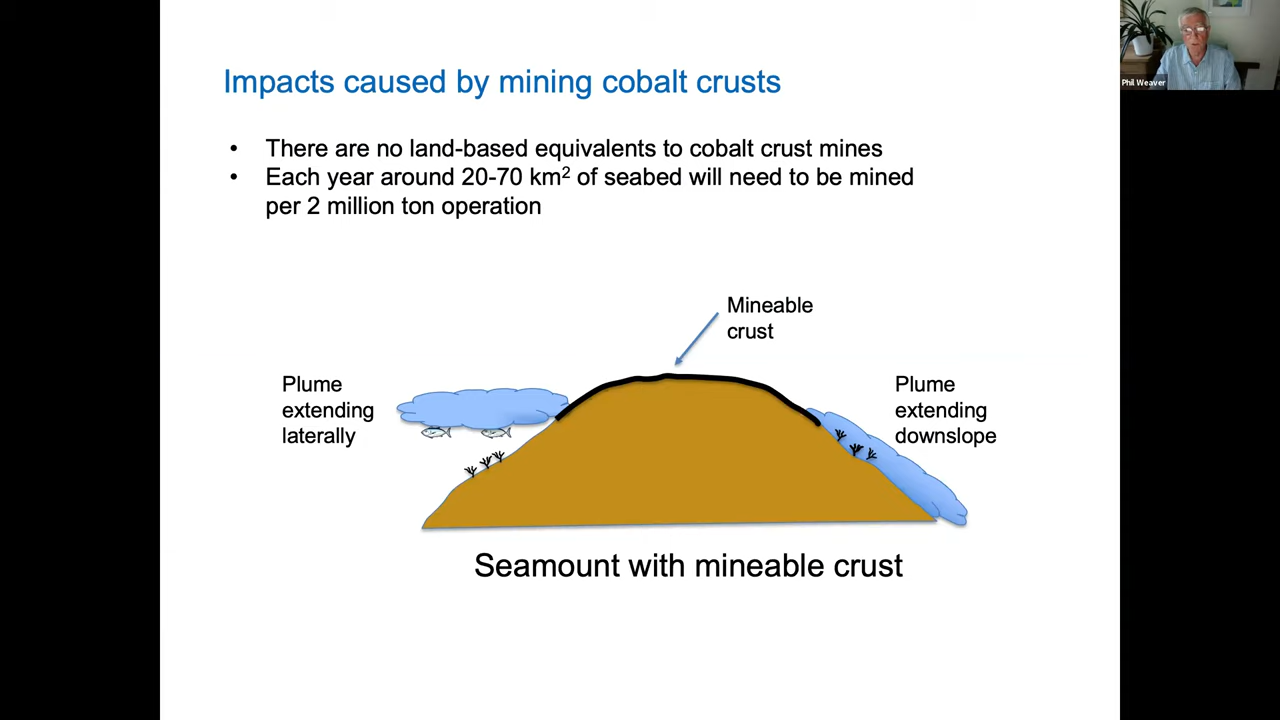 Impacts caused by mining cobalt crusts
• There are no land-based equivalents to cobalt crust mines
• Each year around 20-70 km² of seabed will need to be mined
per 2 million ton operation
Mineable
crust
Plume
extending
laterally
Plume
extending
downslope
Seamount with mineable crust
Phil Weaver